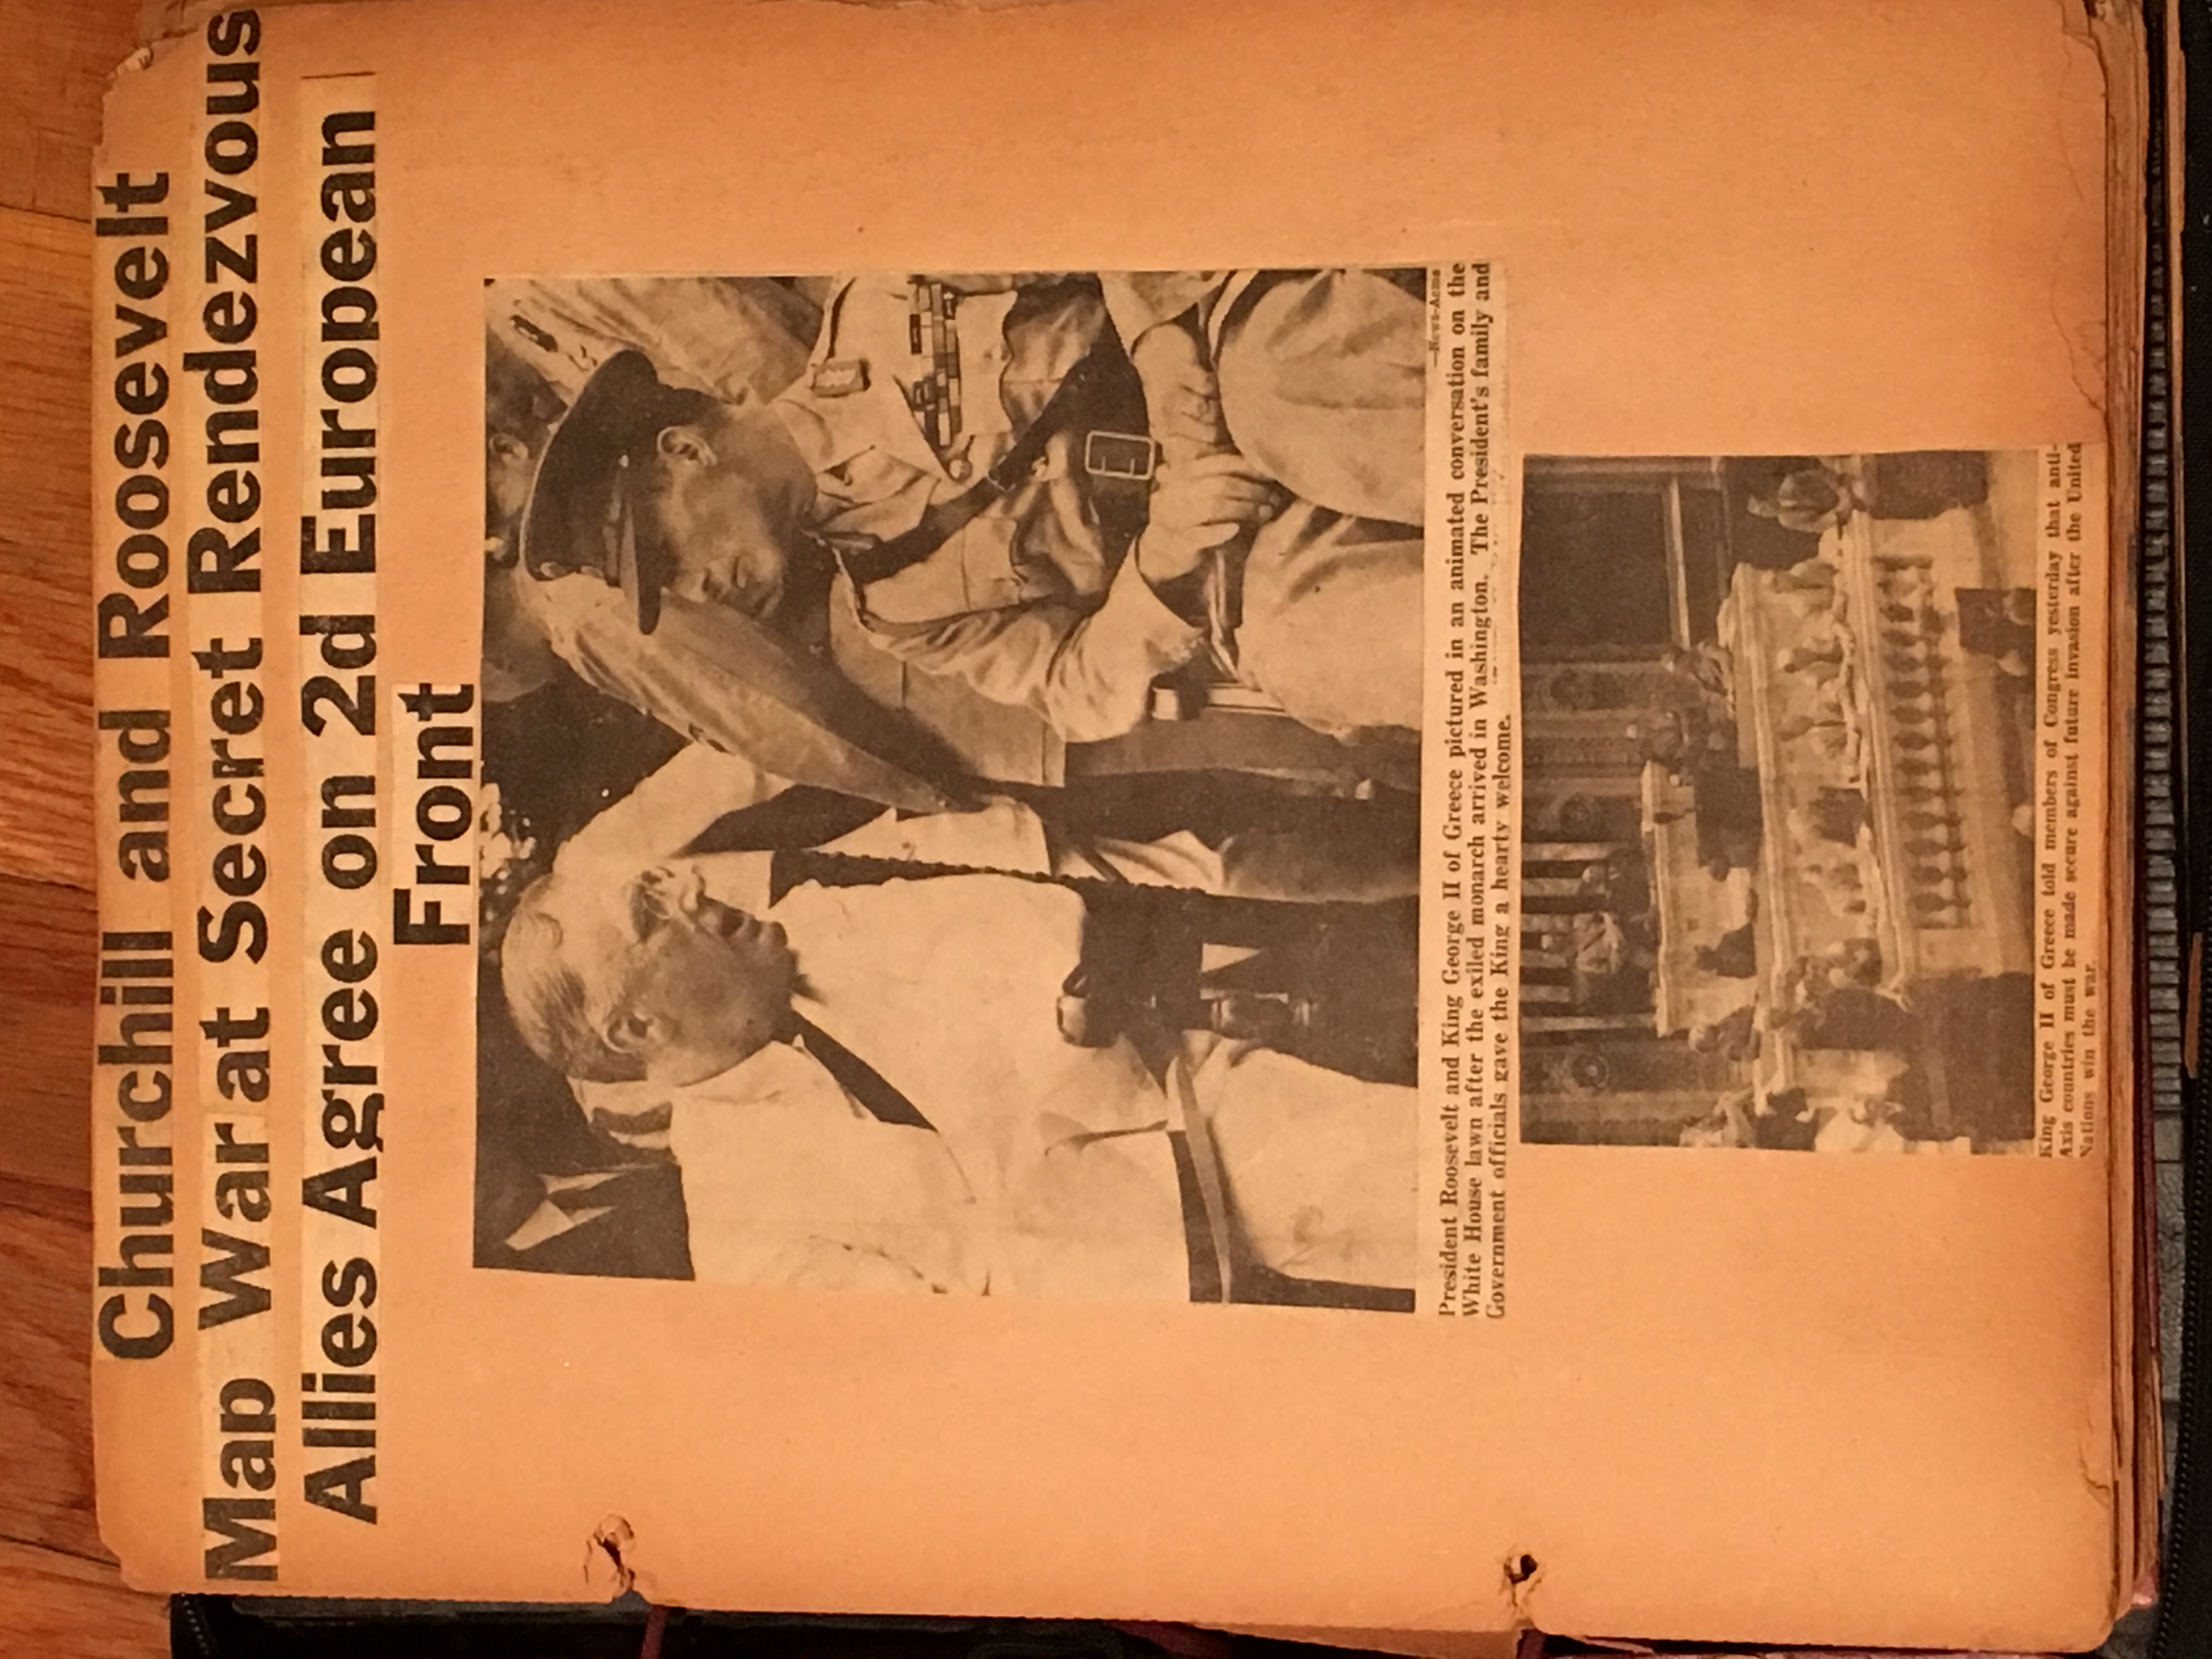 Churchill and Roosevelt
Map War at Secret Rendezvous
Allies Agree on 2d European
Front
—News-Acme
President Roosevelt and King George II of Greece pictured in an animated conversation on the
White House lawn after the exiled monarch arrived in Washington. The President's family and
Government officials gave the King a hearty welcome.
King George II of Greece told members of Congress yesterday that anti-
Axis countries must be made secure against future invasion after the United
Nations win the war.